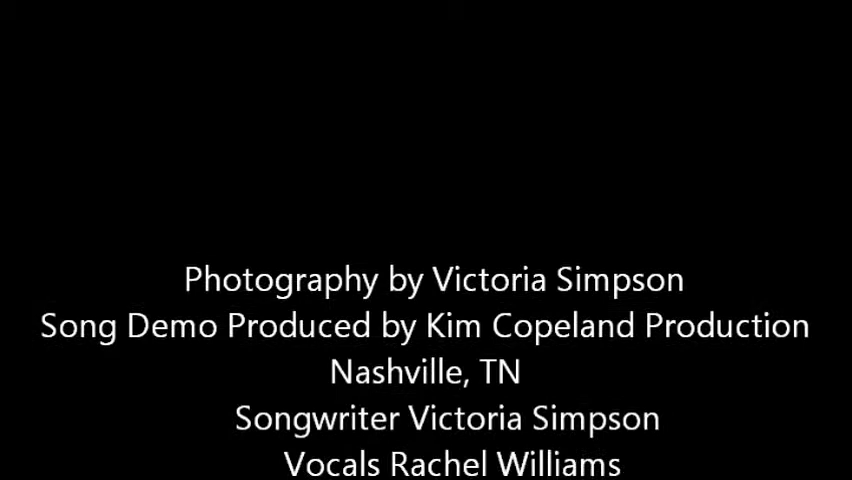 Photography by Victoria Simpson
Song Demo Produced by Kim Copeland Production
Nashville, TN
Songwriter Victoria Simpson
Vocals Rachel Williams